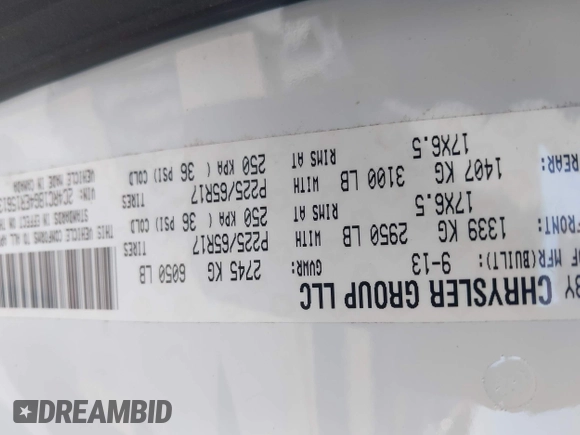 BY CHRYSLER GROUP LLC
OF MFR(BUILT): 9-13 GVWR: 2745 KG 6050 LB
FRONT: 1339 KG 2950 LB WITH P225/65R17 TIRES
17X6.5 RIMS AT 250 KPA ( 36 PSI) COLD
REAR: 1407 KG 3100 LB WITH P225/65R17 TIRES
17X6.5 RIMS AT 250 KPA ( 36 PSI) COLD
THIS VEHICLE CONFORMS TO ALL
STANDARDS IN EFFECT ON
VIN:
VEHICLE MADE IN CANADA
DREAMBID